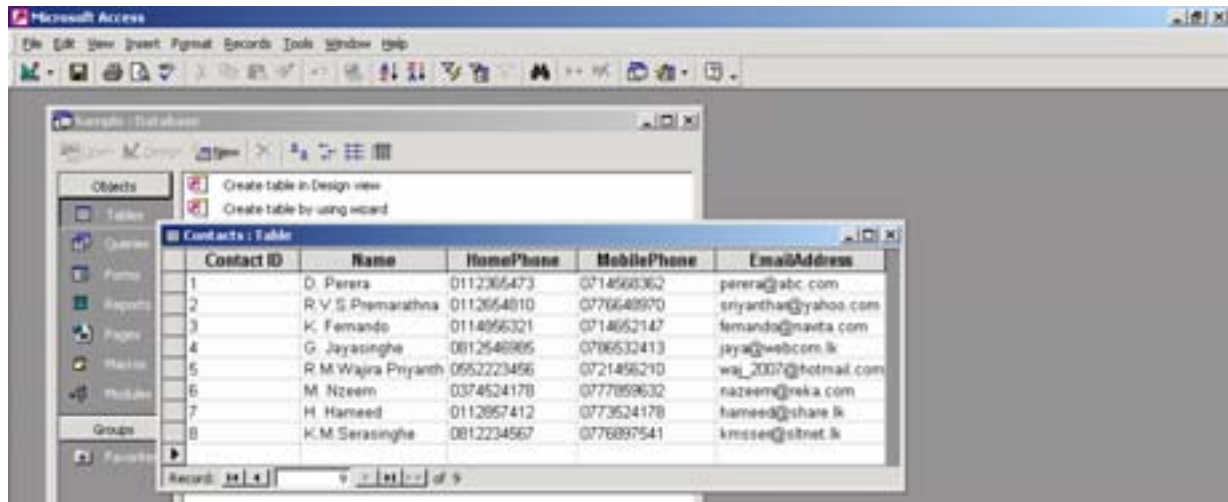 Microsoft Access
File Edit View Insert Format Records Tools Window Help
Sample : Database
Open Design New
Objects
Create table in Design view
Tables
Create table by using wizard
Queries
Forms
Reports
Pages
Macros
Modules
Groups
Favorites
Contacts : Table
Contact ID Name HomePhone MobilePhone EmailAddress
1 D. Perera 0112365473 0714568362 perera@abc.com
2 R.V.S.Premarathna 0112654810 0776648970 sriyanthar@yahoo.com
3 K. Fernando 0114856321 0714652147 fernando@navita.com
4 G. Jayasinghe 0812546985 0786532413 jaya@webcom.lk
5 R.M.Wajira Priyanth 0552223456 0721456210 waj_2007@hotmail.com
6 M. Nzeem 0374524178 0777859632 nazeem@reka.com
7 H. Hameed 0112857412 0773524178 hameed@share.lk
8 K.M.Serasinghe 0812234567 0776897541 kmsser@sltnet.lk
Record: 9 of 9